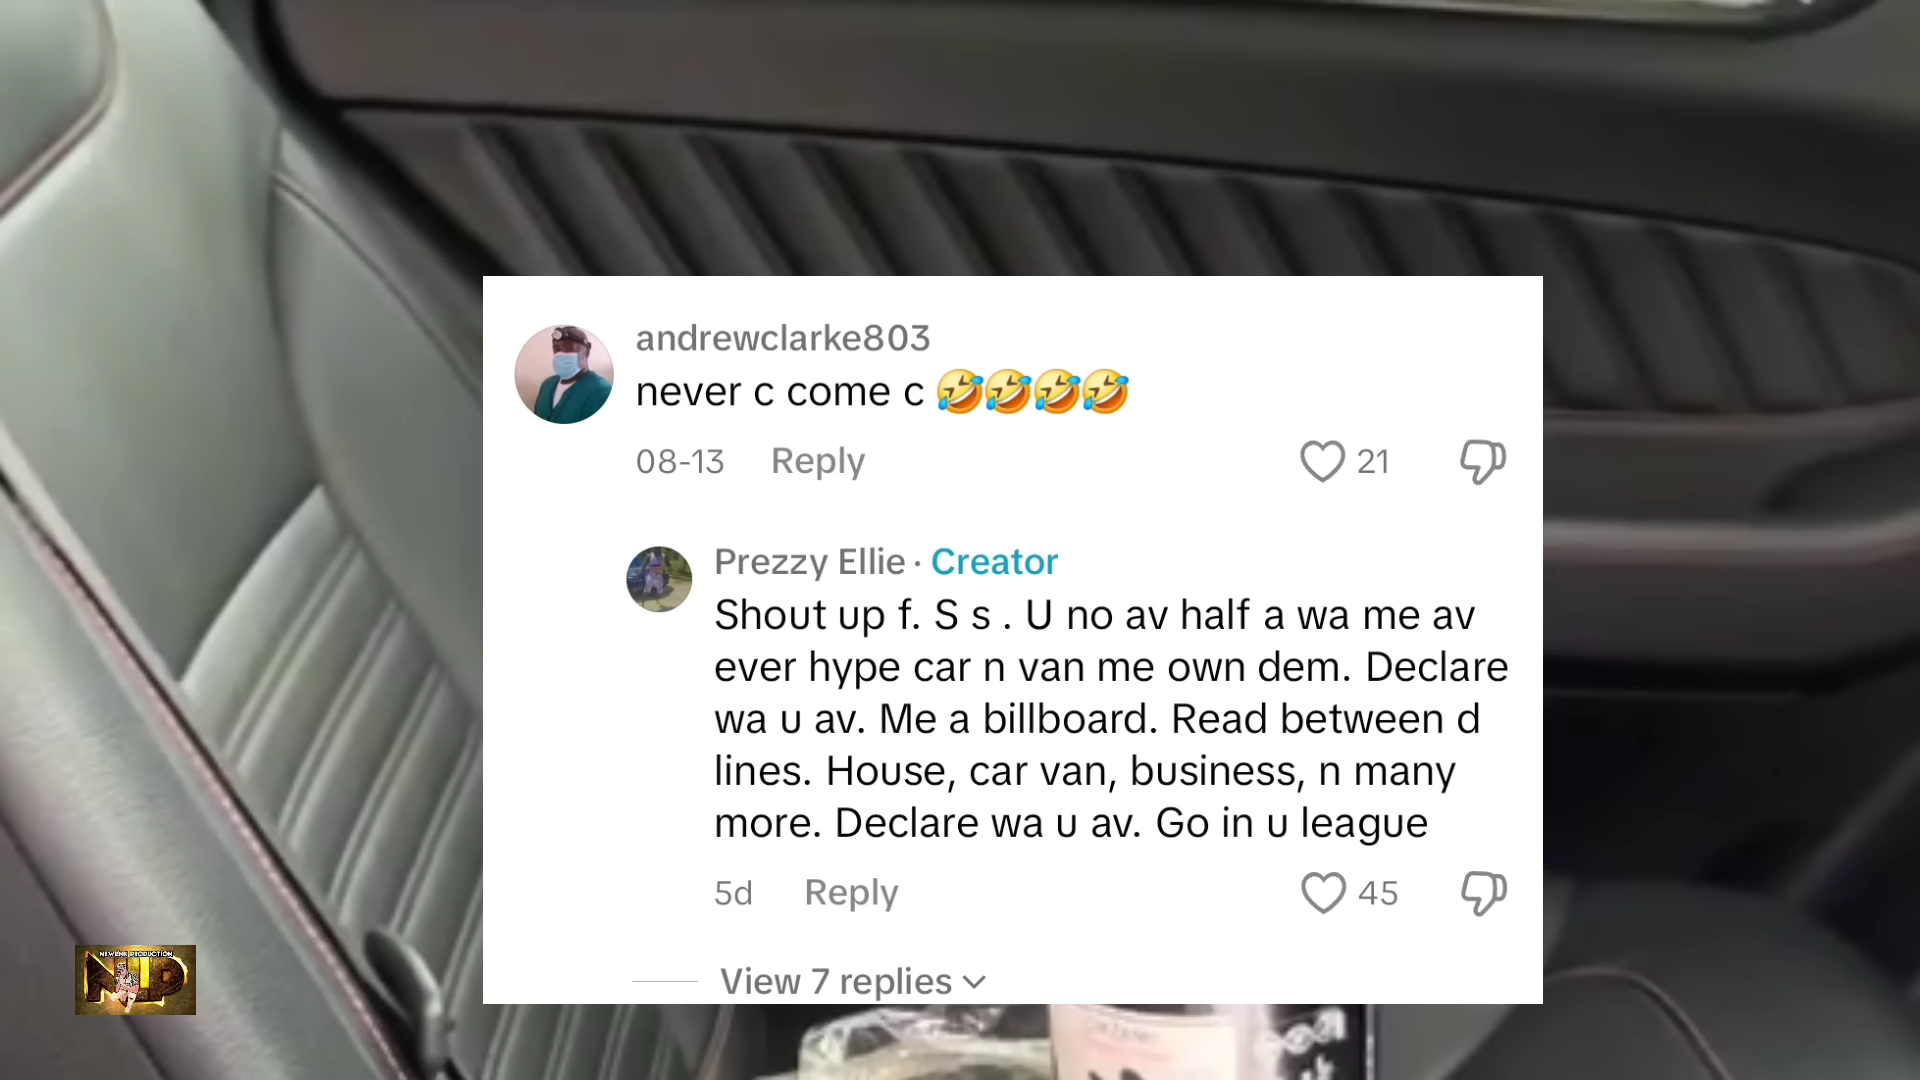 andrewclarke803
never c come c 🤣🤣🤣🤣
08-13 Reply 21
Prezzy Ellie · Creator
Shout up f. S s . U no av half a wa me av
ever hype car n van me own dem. Declare
wa u av. Me a billboard. Read between d
lines. House, car van, business, n many
more. Declare wa u av. Go in u league
5d Reply 45
View 7 replies